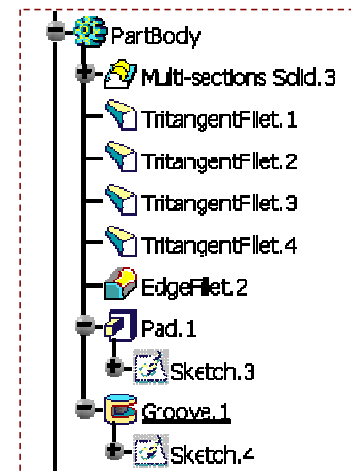 PartBody
Multi-sections Solid.3
TritangentFillet.1
TritangentFillet.2
TritangentFillet.3
TritangentFillet.4
EdgeFillet.2
Pad.1
Sketch.3
Groove.1
Sketch.4